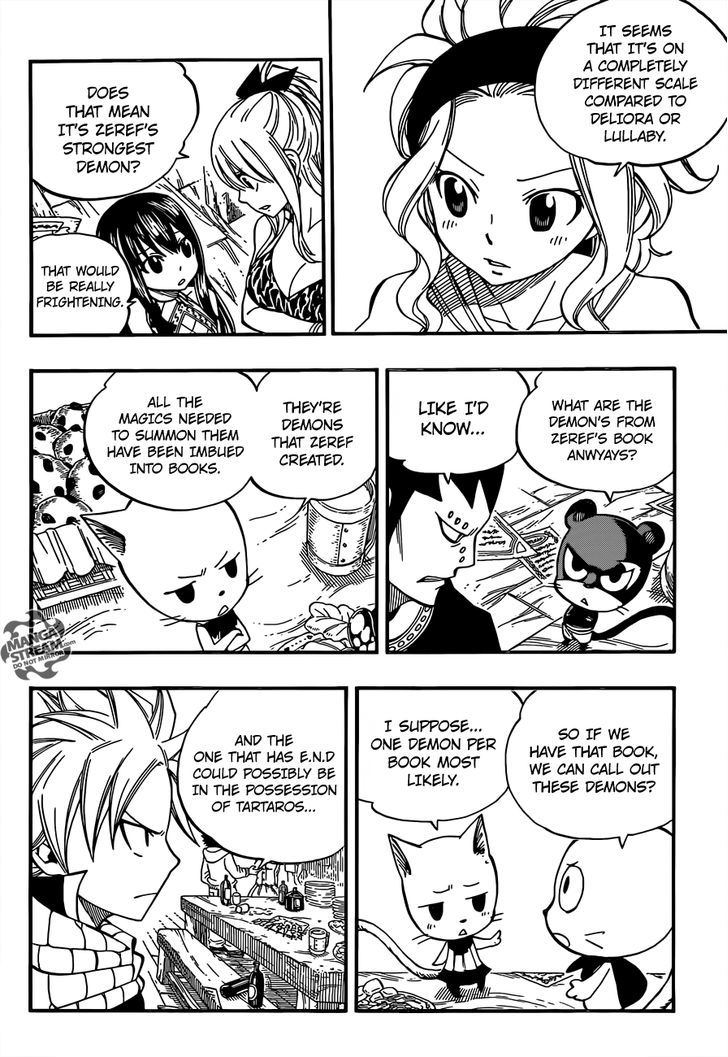 IT SEEMS
THAT IT'S ON
A COMPLETELY
DIFFERENT SCALE
COMPARED TO
DELIORA OR
LULLABY.
DOES
THAT MEAN
IT'S ZEREF'S
STRONGEST
DEMON?
THAT WOULD
BE REALLY
FRIGHTENING.
WHAT ARE THE
DEMON'S FROM
ZEREF'S BOOK
ANWYAYS?
LIKE I'D
KNOW...
THEY'RE
DEMONS
THAT ZEREF
CREATED.
ALL THE
MAGICS NEEDED
TO SUMMON THEM
HAVE BEEN IMBUED
INTO BOOKS.
MANGA
STREAM.com
DO NOT MIRROR
SO IF WE
HAVE THAT BOOK,
WE CAN CALL OUT
THESE DEMONS?
I SUPPOSE...
ONE DEMON PER
BOOK MOST
LIKELY.
AND THE
ONE THAT HAS E.N.D
COULD POSSIBLY BE
IN THE POSSESSION
OF TARTAROS...